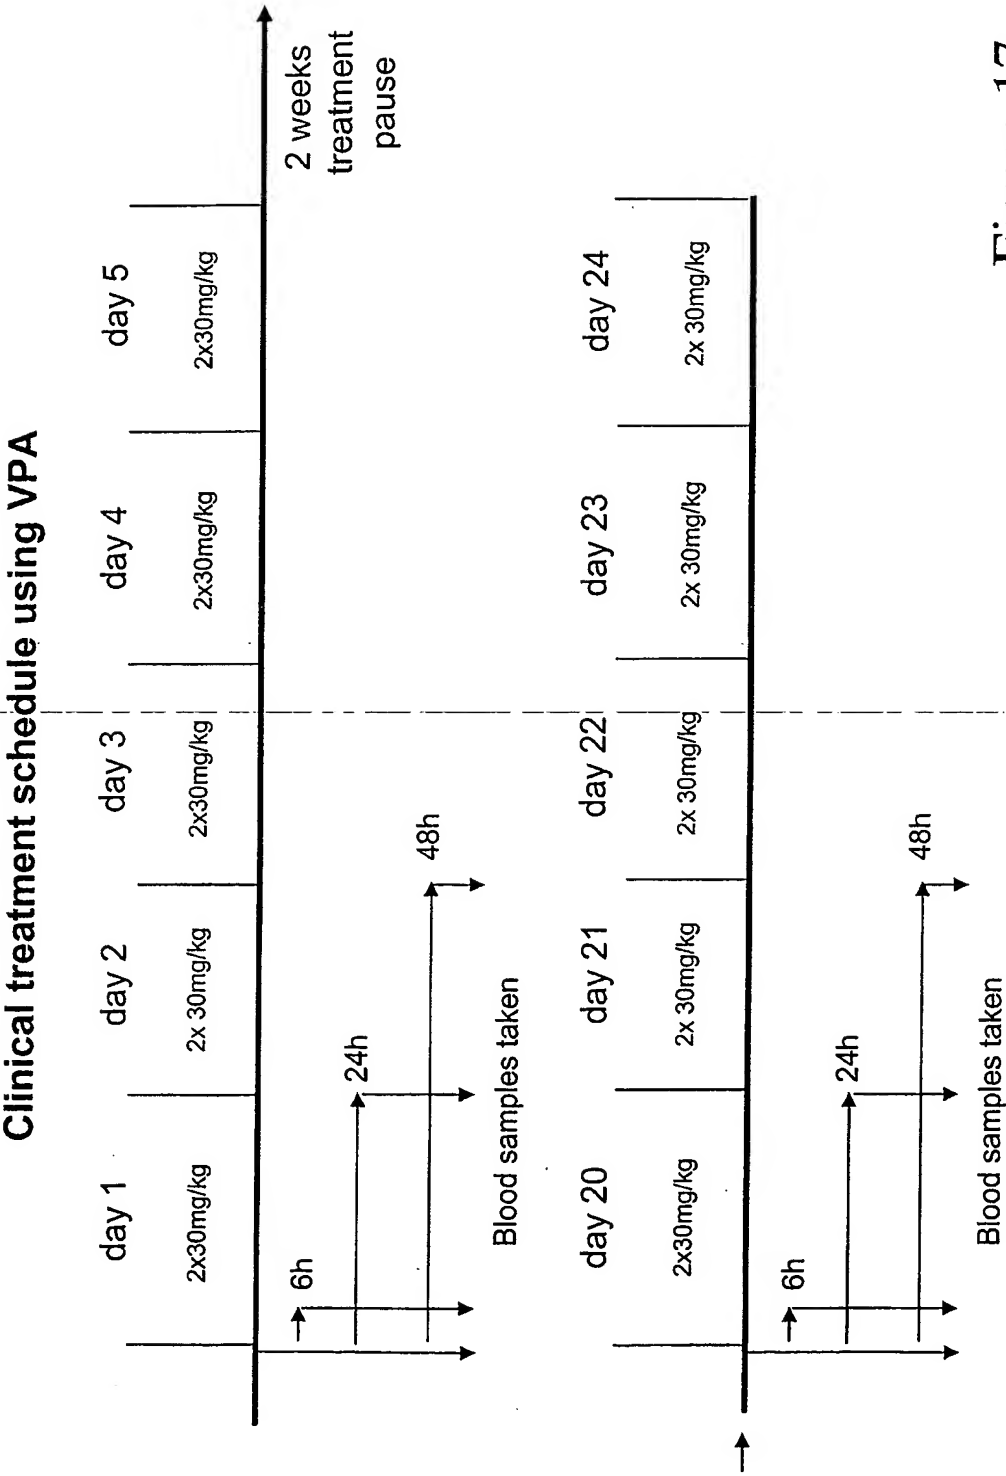 Clinical treatment schedule using VPA
day 1 day 2 day 3 day 4 day 5
2x30mg/kg 2x 30mg/kg 2x30mg/kg 2x30mg/kg 2x30mg/kg
2 weeks
treatment
pause
6h
24h
48h
Blood samples taken
day 20 day 21 day 22 day 23 day 24
2x30mg/kg 2x 30mg/kg 2x 30mg/kg 2x 30mg/kg 2x 30mg/kg
6h
24h
48h
Blood samples taken